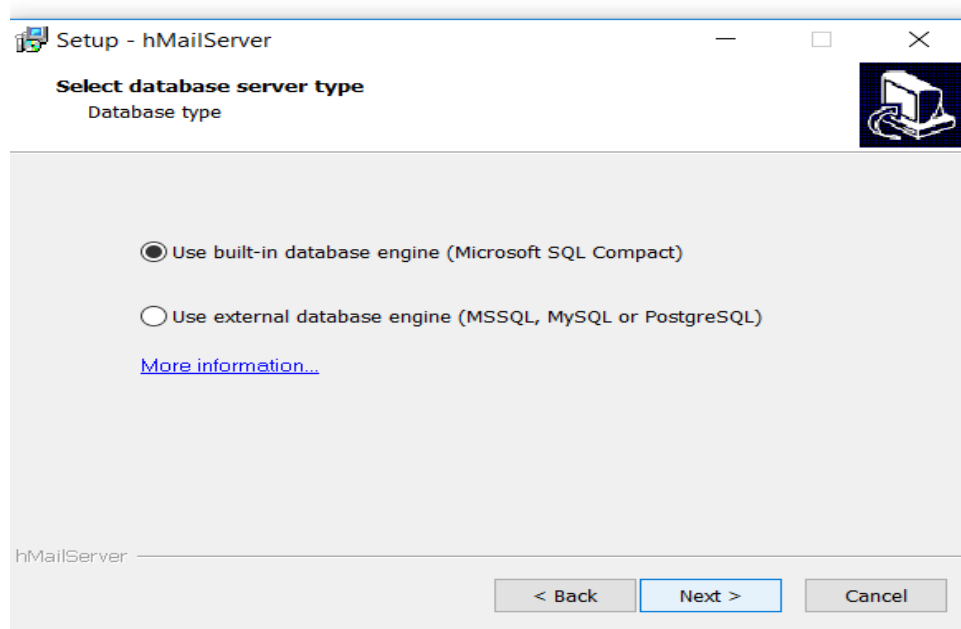 Setup - hMailServer
Select database server type
Database type
Use built-in database engine (Microsoft SQL Compact)
Use external database engine (MSSQL, MySQL or PostgreSQL)
More information...
hMailServer
< Back
Next >
Cancel